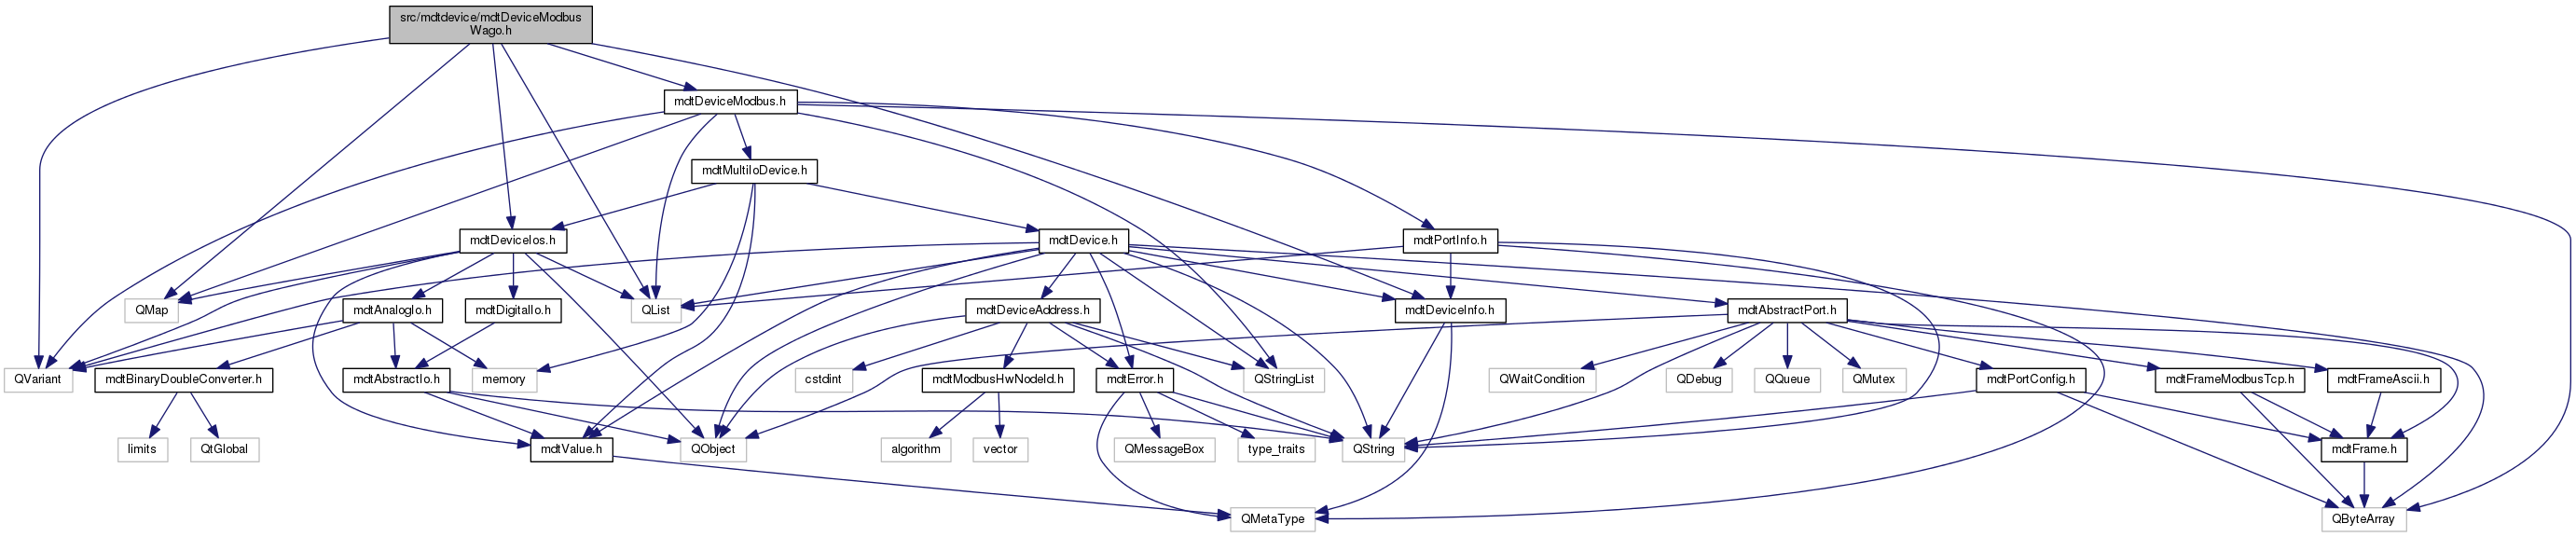 src/mdtdevice/mdtDeviceModbus
Wago.h
mdtDeviceModbus.h
mdtMultiIoDevice.h
mdtDeviceIos.h
mdtDevice.h
mdtPortInfo.h
QMap
mdtAnalogIo.h
mdtDigitalIo.h
QList
mdtDeviceAddress.h
mdtDeviceInfo.h
mdtAbstractPort.h
QVariant
mdtBinaryDoubleConverter.h
mdtAbstractIo.h
memory
cstdint
mdtModbusHwNodeId.h
mdtError.h
QStringList
QWaitCondition
QDebug
QQueue
QMutex
mdtPortConfig.h
mdtFrameModbusTcp.h
mdtFrameAscii.h
limits
QtGlobal
mdtValue.h
QObject
algorithm
vector
QMessageBox
type_traits
QString
mdtFrame.h
QMetaType
QByteArray